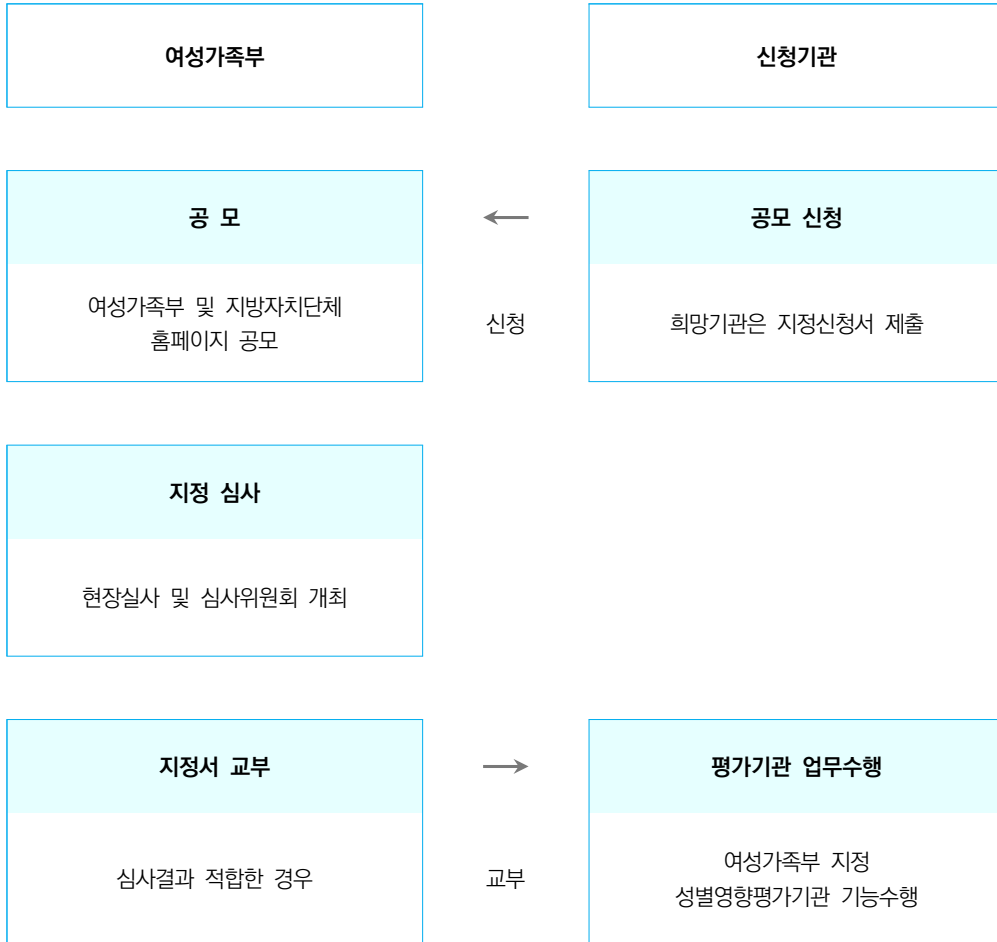 여성가족부
신청기관
공 모
←
공모 신청
여성가족부 및 지방자치단체
홈페이지 공모
신청
희망기관은 지정신청서 제출
지정 심사
현장실사 및 심사위원회 개최
지정서 교부
→
평가기관 업무수행
심사결과 적합한 경우
교부
여성가족부 지정
성별영향평가기관 기능수행